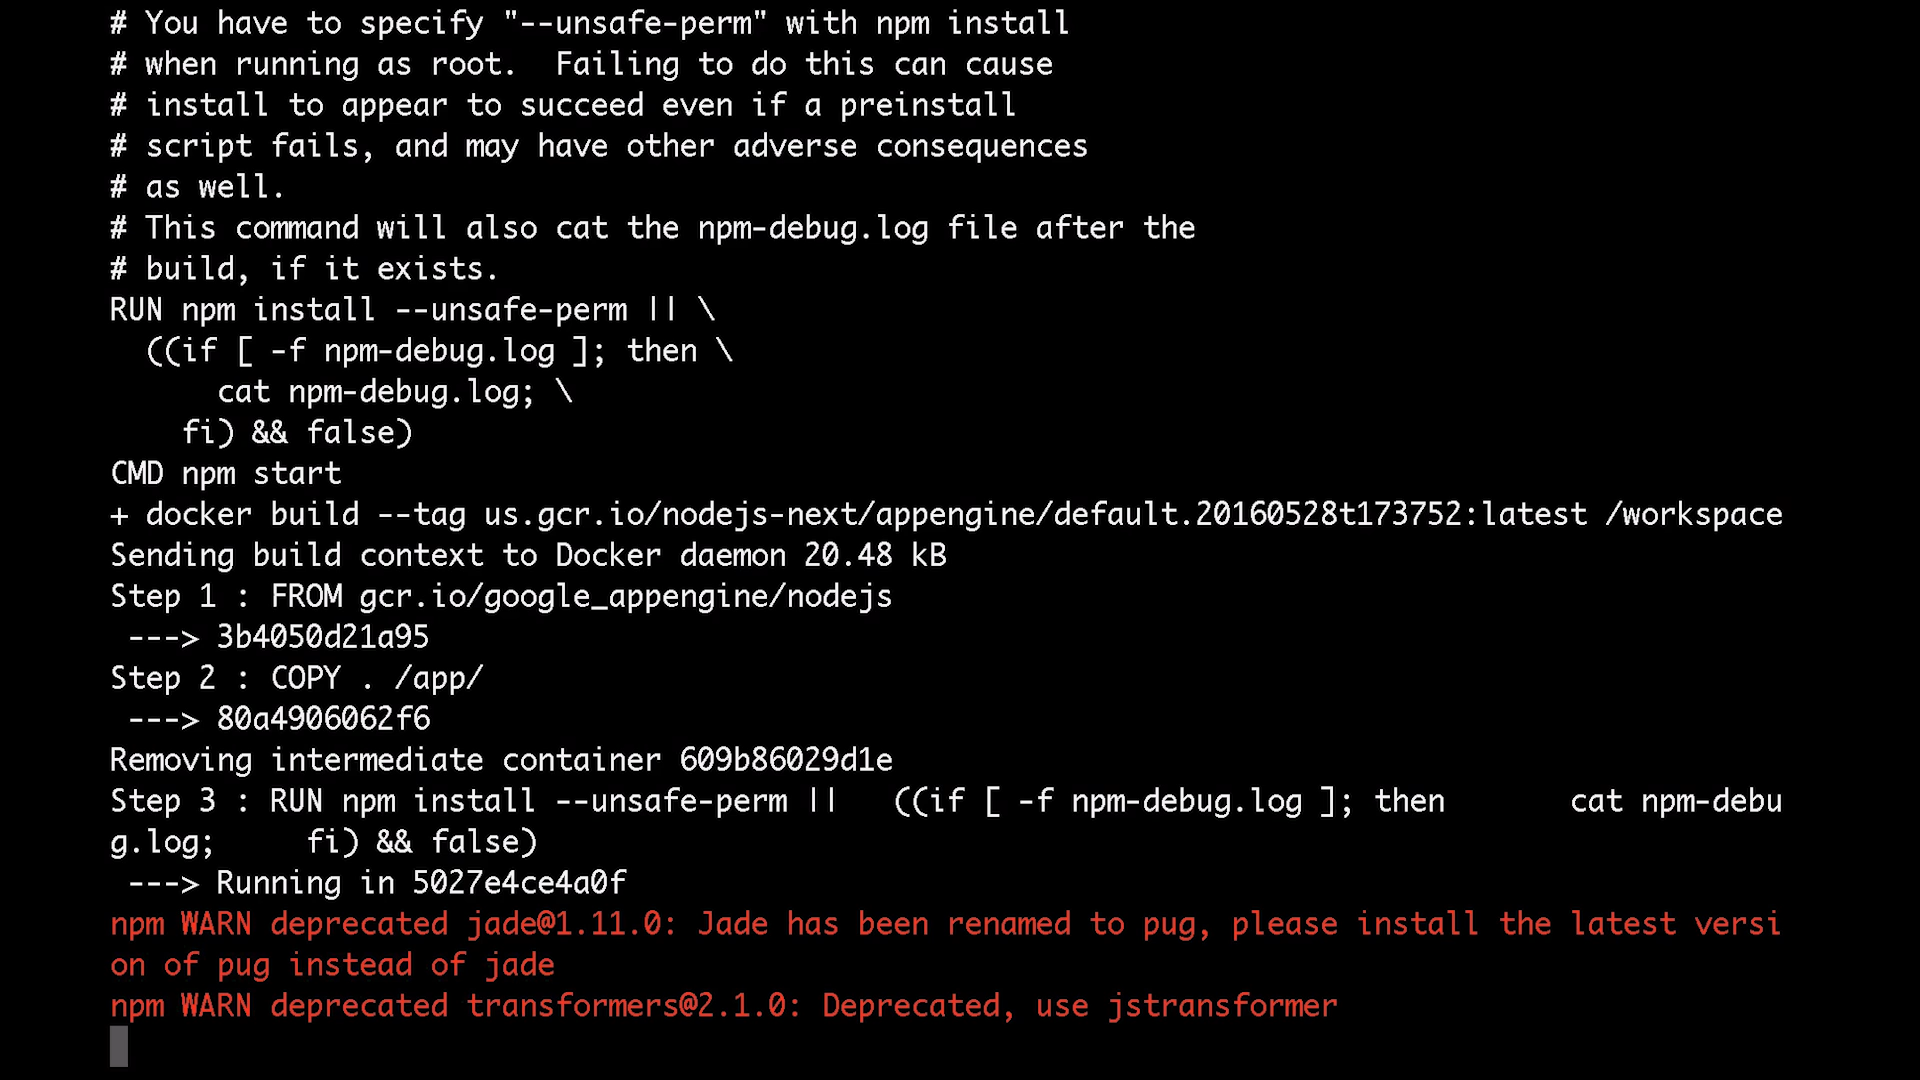 # You have to specify "--unsafe-perm" with npm install
# when running as root.  Failing to do this can cause
# install to appear to succeed even if a preinstall
# script fails, and may have other adverse consequences
# as well.
# This command will also cat the npm-debug.log file after the
# build, if it exists.
RUN npm install --unsafe-perm || \
  ((if [ -f npm-debug.log ]; then \
      cat npm-debug.log; \
    fi) && false)
CMD npm start
+ docker build --tag us.gcr.io/nodejs-next/appengine/default.20160528t173752:latest /workspace
Sending build context to Docker daemon 20.48 kB
Step 1 : FROM gcr.io/google_appengine/nodejs
 ---> 3b4050d21a95
Step 2 : COPY . /app/
 ---> 80a4906062f6
Removing intermediate container 609b86029d1e
Step 3 : RUN npm install --unsafe-perm ||   ((if [ -f npm-debug.log ]; then       cat npm-debu
g.log;     fi) && false)
 ---> Running in 5027e4ce4a0f
npm WARN deprecated jade@1.11.0: Jade has been renamed to pug, please install the latest versi
on of pug instead of jade
npm WARN deprecated transformers@2.1.0: Deprecated, use jstransformer